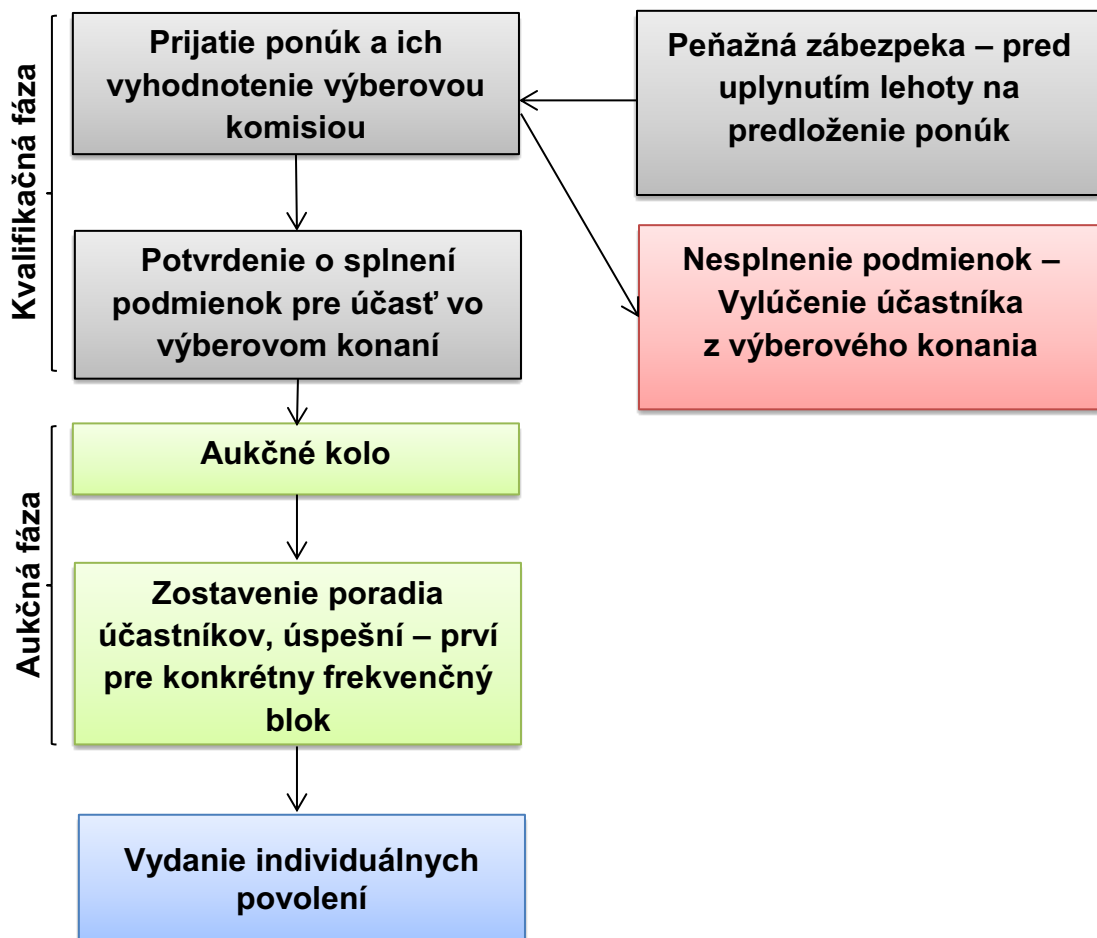 Kvalifikačná fáza
Prijatie ponúk a ich
vyhodnotenie výberovou
komisiou
Peňažná zábezpeka – pred
uplynutím lehoty na
predloženie ponúk
Potvrdenie o splnení
podmienok pre účasť vo
výberovom konaní
Nesplnenie podmienok –
Vylúčenie účastníka
z výberového konania
Aukčná fáza
Aukčné kolo
Zostavenie poradia
účastníkov, úspešní – prví
pre konkrétny frekvenčný
blok
Vydanie individuálnych
povolení